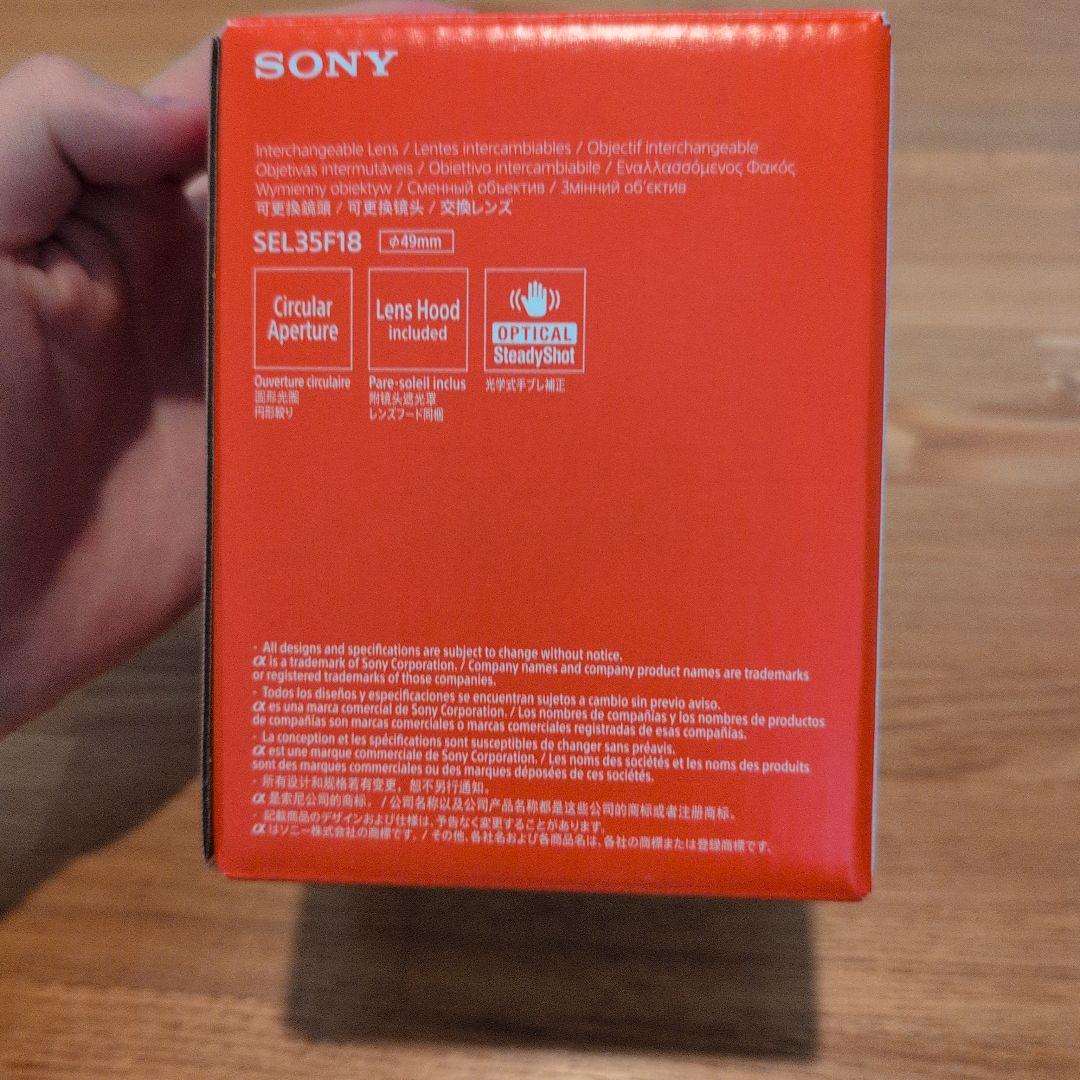 SONY
Interchangeable Lens / Lentes intercambiables / Objectif interchangeable
Objetivas intermutáveis / Obiettivo intercambiabile / Εναλλασσόμενος Φακός
Wymienny obiektyw / Сменный объектив / Змінний об'єктив
可更換鏡頭 / 可更换镜头 / 交換レンズ
SEL35F18 ϕ49mm
Circular
Aperture
Ouverture circulaire
圆形光圈
円形絞り
Lens Hood
included
Pare-soleil inclus
附镜头遮光罩
レンズフード同梱
OPTICAL
SteadyShot
光学式手ブレ補正
- All designs and specifications are subject to change without notice.
α is a trademark of Sony Corporation. / Company names and company product names are trademarks
or registered trademarks of those companies.
- Todos los diseños y especificaciones se encuentran sujetos a cambio sin previo aviso.
α es una marca comercial de Sony Corporation. / Los nombres de compañías y los nombres de productos
de compañías son marcas comerciales o marcas comerciales registradas de esas compañías.
- La conception et les spécifications sont susceptibles de changer sans préavis.
α est une marque commerciale de Sony Corporation. / Les noms des sociétés et les noms des produits
sont des marques commerciales ou des marques déposées de ces sociétés.
- 所有设计和规格若有变更，恕不另行通知。
α 是索尼公司的商标。 / 公司名称以及公司产品名称都是这些公司的商标或者注册商标。
- 記載商品のデザインおよび仕様は、予告なく変更することがあります。
α はソニー株式会社の商標です。 / その他、各社名および各商品名は、各社の商標または登録商標です。